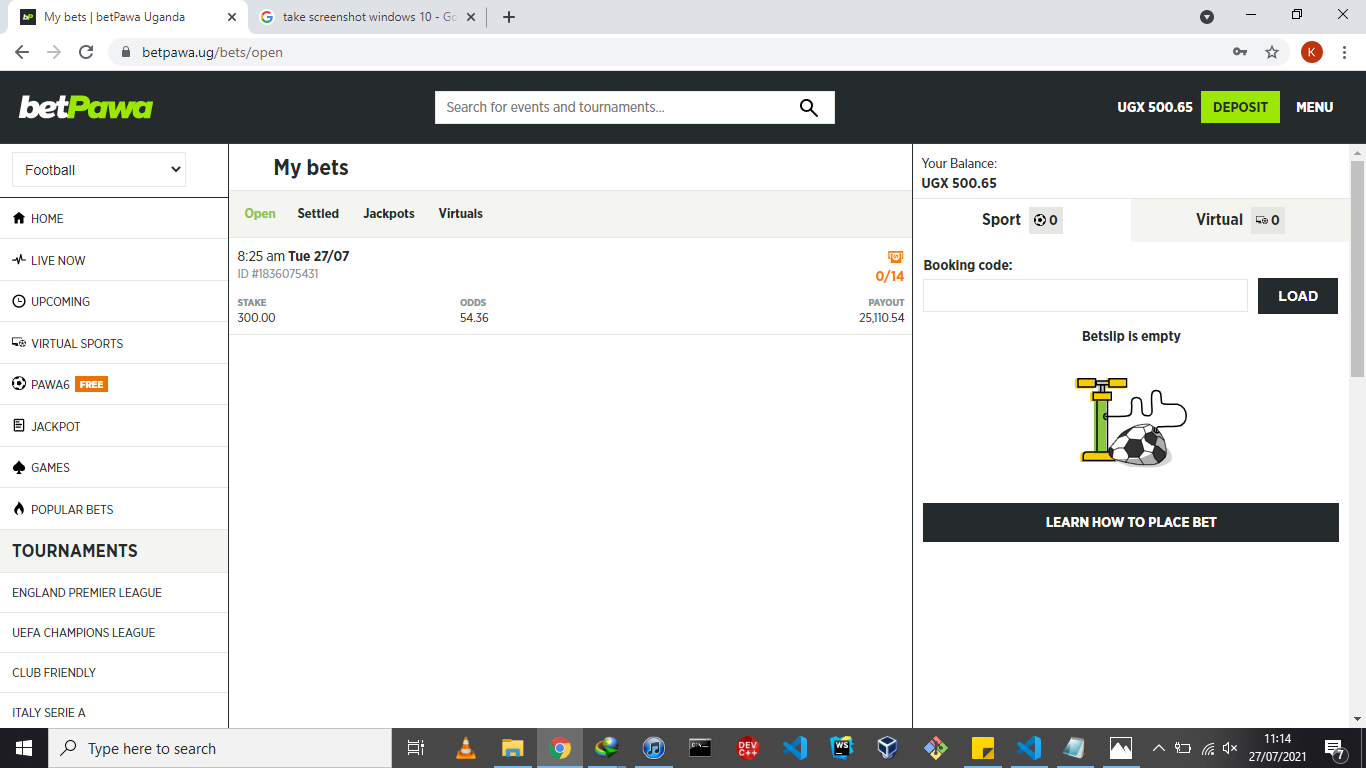 My bets | betPawa Uganda
take screenshot windows 10 - Go
betpawa.ug/bets/open
K
betPawa
Search for events and tournaments...
UGX 500.65
DEPOSIT
MENU
Football
HOME
LIVE NOW
UPCOMING
VIRTUAL SPORTS
PAWA6 FREE
JACKPOT
GAMES
POPULAR BETS
TOURNAMENTS
ENGLAND PREMIER LEAGUE
UEFA CHAMPIONS LEAGUE
CLUB FRIENDLY
ITALY SERIE A
My bets
Open Settled Jackpots Virtuals
8:25 am Tue 27/07
ID #1836075431
0/14
STAKE ODDS PAYOUT
300.00 54.36 25,110.54
Your Balance:
UGX 500.65
Sport 0 Virtual 0
Booking code:
LOAD
Betslip is empty
LEARN HOW TO PLACE BET
Type here to search
DEV
C++
WS
11:14
27/07/2021
7